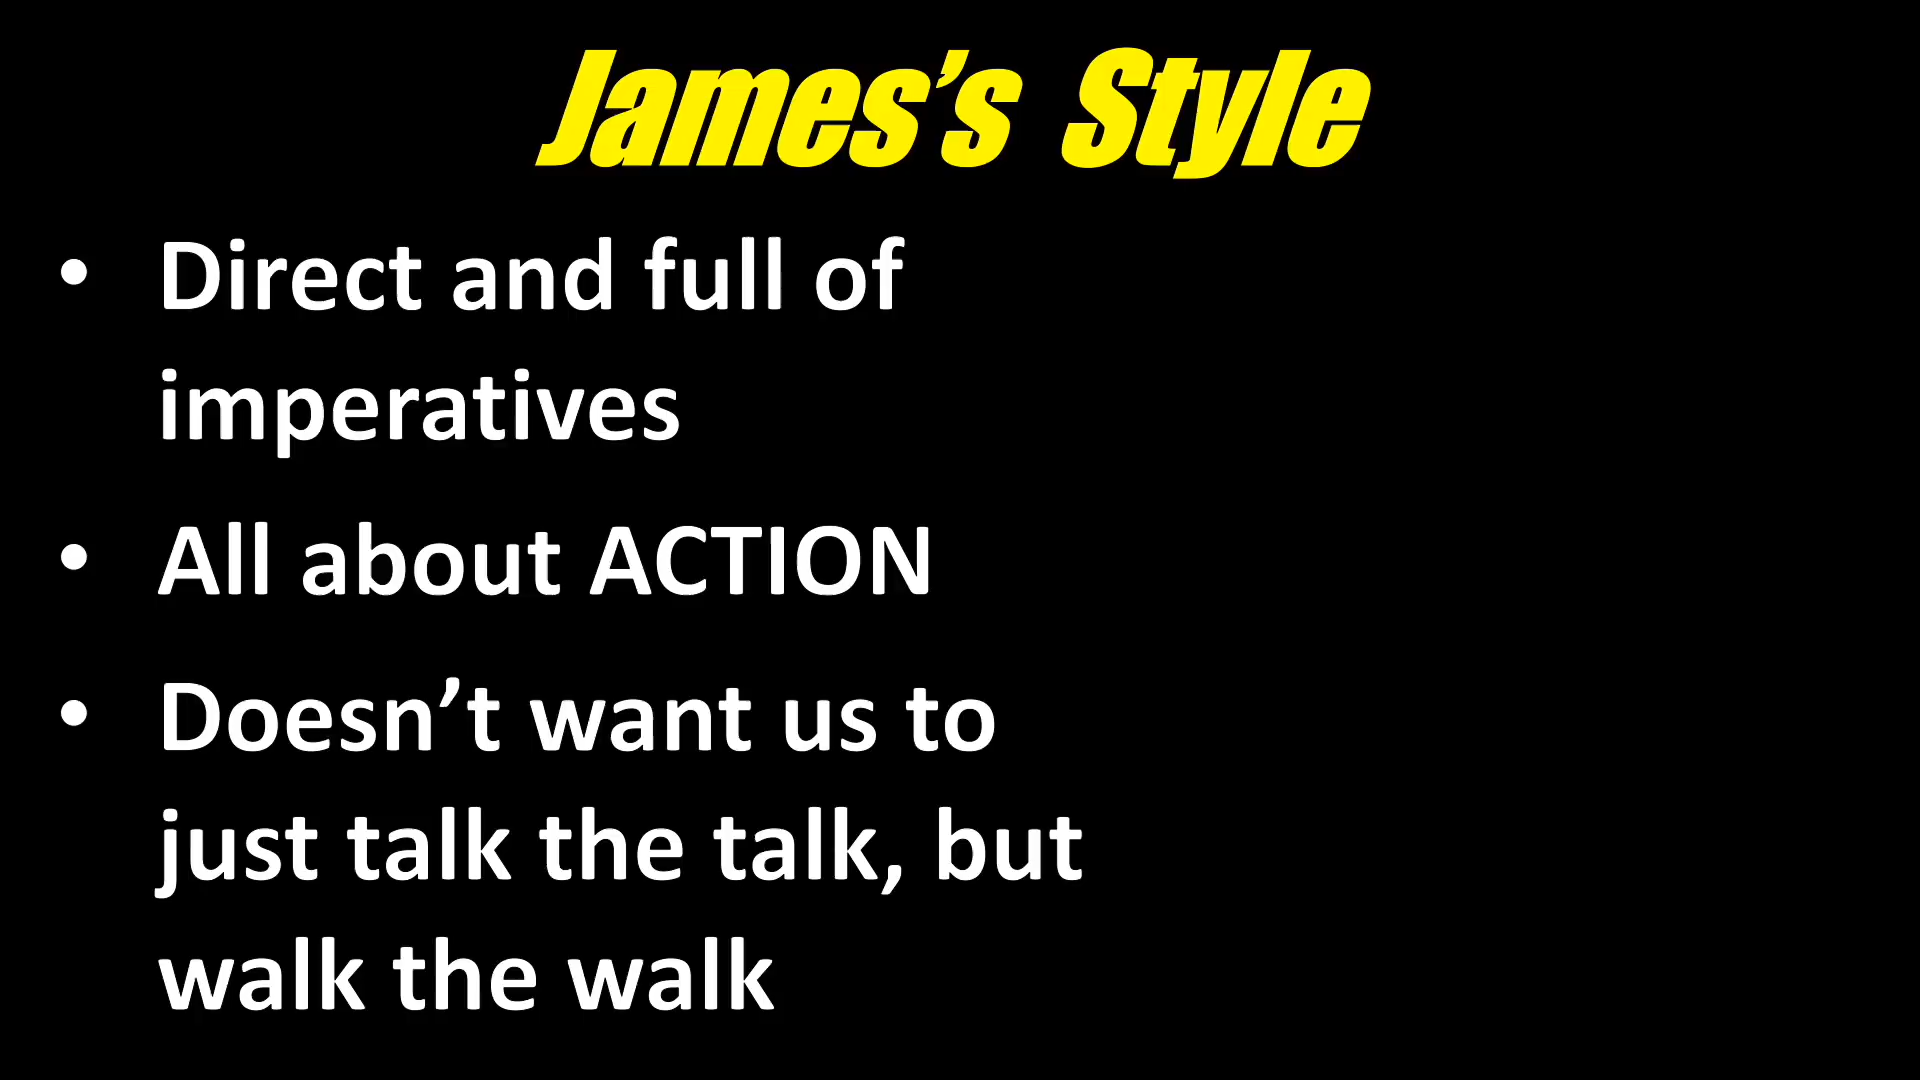 James’s Style
• Direct and full of
imperatives
• All about ACTION
• Doesn’t want us to
just talk the talk, but
walk the walk